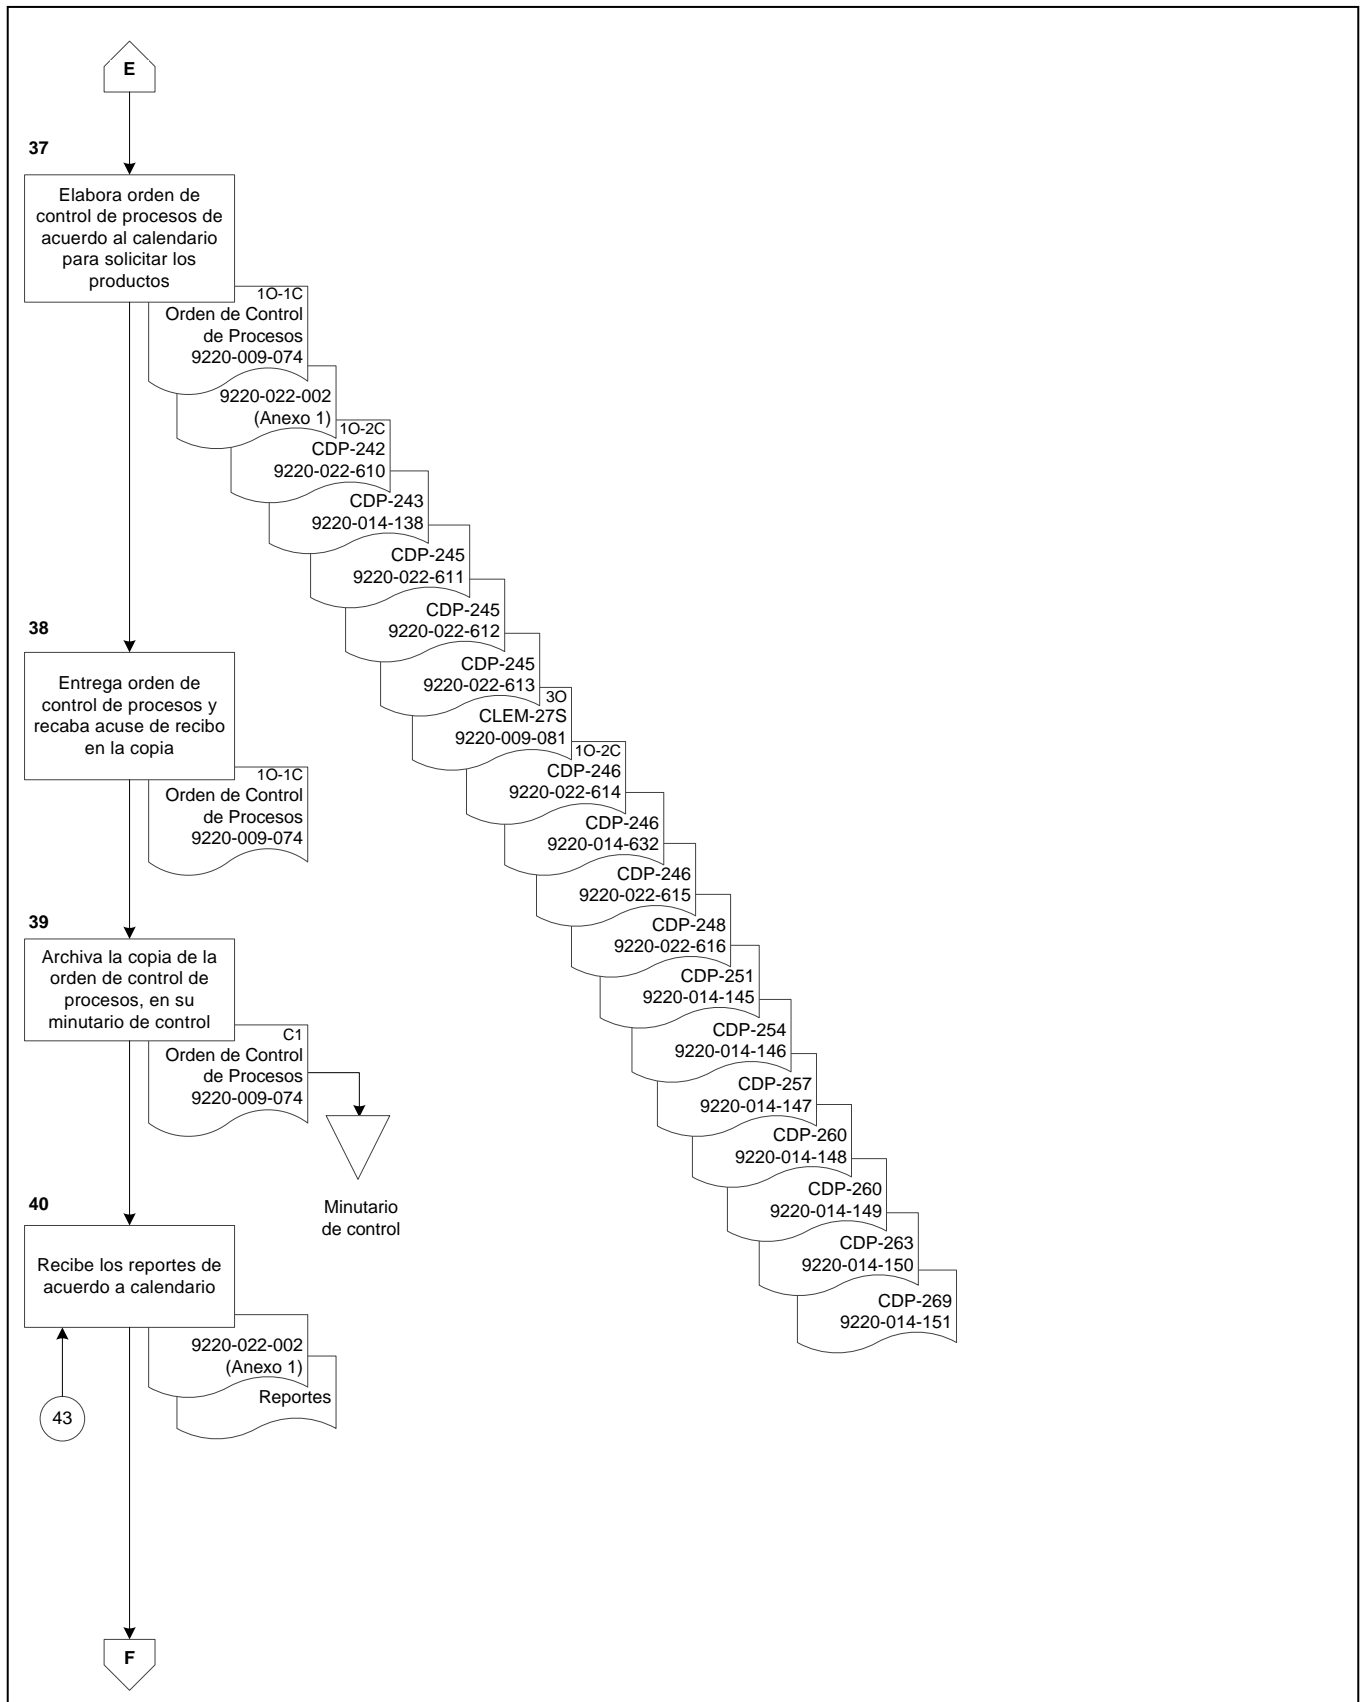 E
37
Elabora orden de
control de procesos de
acuerdo al calendario
para solicitar los
productos
1O-1C
Orden de Control
de Procesos
9220-009-074
9220-022-002
(Anexo 1)
1O-2C
CDP-242
9220-022-610
CDP-243
9220-014-138
CDP-245
9220-022-611
CDP-245
9220-022-612
CDP-245
9220-022-613
3O
CLEM-27S
9220-009-081
1O-2C
CDP-246
9220-022-614
CDP-246
9220-014-632
CDP-246
9220-022-615
CDP-248
9220-022-616
CDP-251
9220-014-145
CDP-254
9220-014-146
CDP-257
9220-014-147
CDP-260
9220-014-148
CDP-260
9220-014-149
CDP-263
9220-014-150
CDP-269
9220-014-151
38
Entrega orden de
control de procesos y
recaba acuse de recibo
en la copia
1O-1C
Orden de Control
de Procesos
9220-009-074
39
Archiva la copia de la
orden de control de
procesos, en su
minutario de control
C1
Orden de Control
de Procesos
9220-009-074
Minutario
de control
40
Recibe los reportes de
acuerdo a calendario
9220-022-002
(Anexo 1)
Reportes
43
F